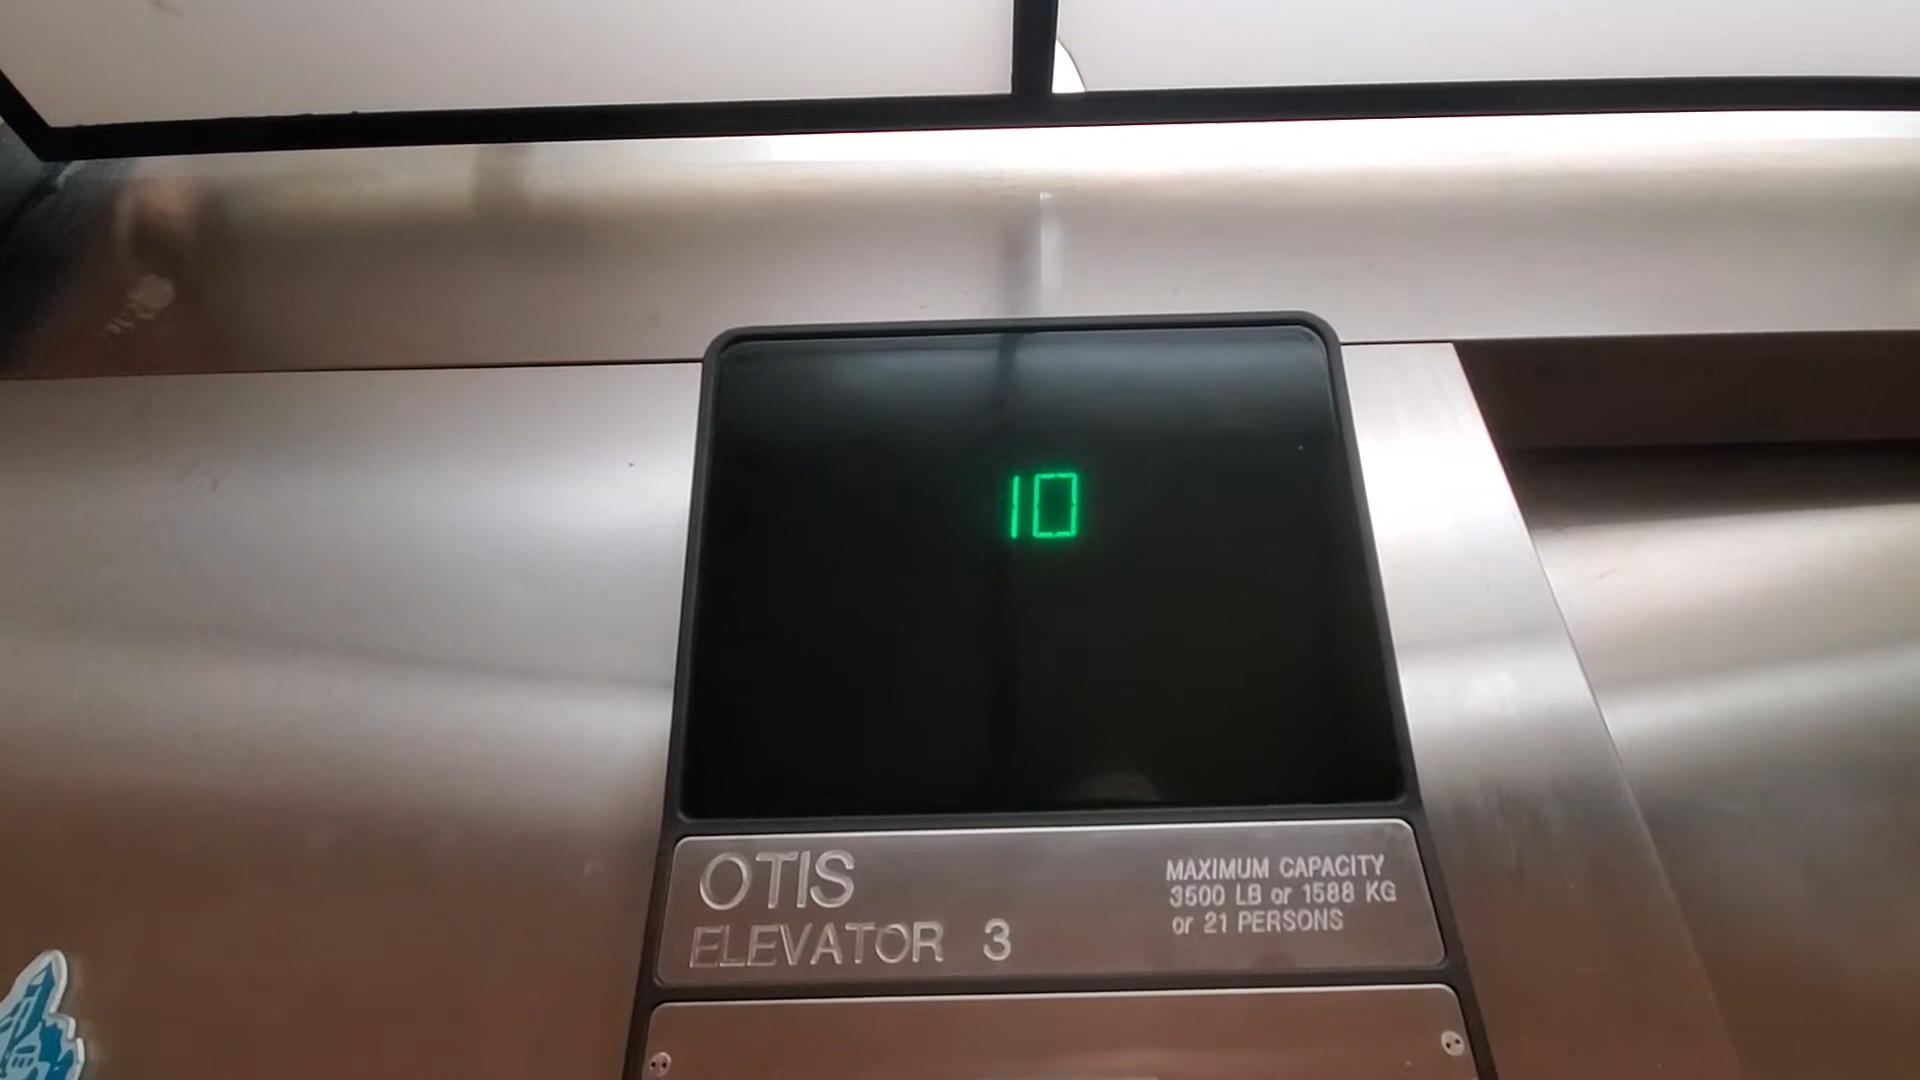 10
OTIS
ELEVATOR 3
MAXIMUM CAPACITY
3500 LB or 1588 KG
or 21 PERSONS